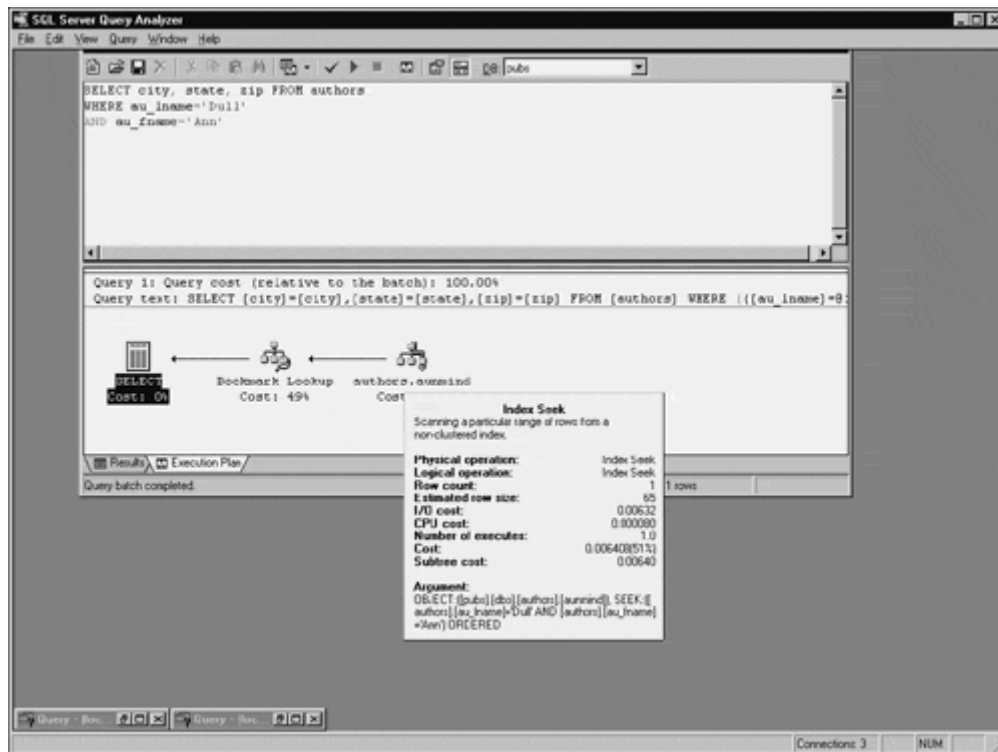 SQL Server Query Analyzer
File Edit View Query Window Help
DB: pubs
SELECT city, state, zip FROM authors
WHERE au_lname='Dull'
AND au_fname='Ann'
Query 1: Query cost (relative to the batch): 100.00%
Query text: SELECT [city]=[city],[state]=[state],[zip]=[zip] FROM [authors] WHERE ([au_lname]=@
SELECT
Cost: 0%
Bookmark Lookup
Cost: 49%
authors.aunmind
Cost
Index Seek
Scanning a particular range of rows from a
non-clustered index.
Physical operation: Index Seek
Logical operation: Index Seek
Row count: 1
Estimated row size: 65
I/O cost: 0.00632
CPU cost: 0.000080
Number of executes: 1.0
Cost: 0.006408(51%)
Subtree cost: 0.00640
Argument:
OBJECT:([pubs].[dbo].[authors].[aunmind]), SEEK:([
authors].[au_lname]='Dull' AND [authors].[au_fname]
='Ann') ORDERED
Results Execution Plan
Query batch completed. 1 rows
Query - Query -
Connections: 3 NUM